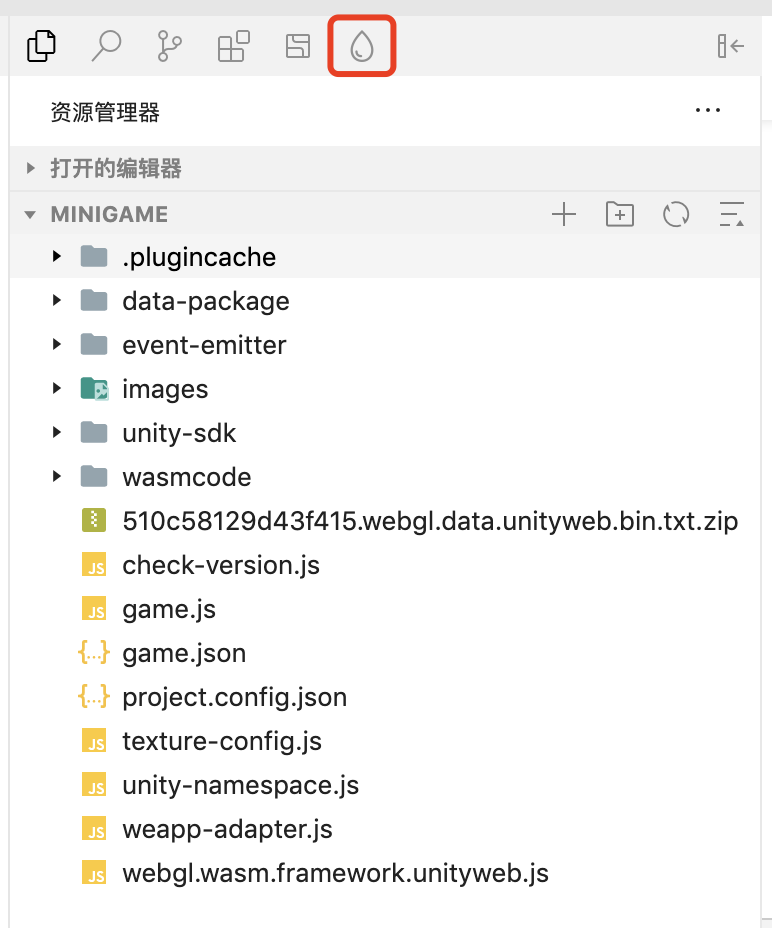 资源管理器
打开的编辑器
MINIGAME
.plugincache
data-package
event-emitter
images
unity-sdk
wasmcode
510c58129d43f415.webgl.data.unityweb.bin.txt.zip
JS check-version.js
JS game.js
{...} game.json
{...} project.config.json
JS texture-config.js
JS unity-namespace.js
JS weapp-adapter.js
JS webgl.wasm.framework.unityweb.js